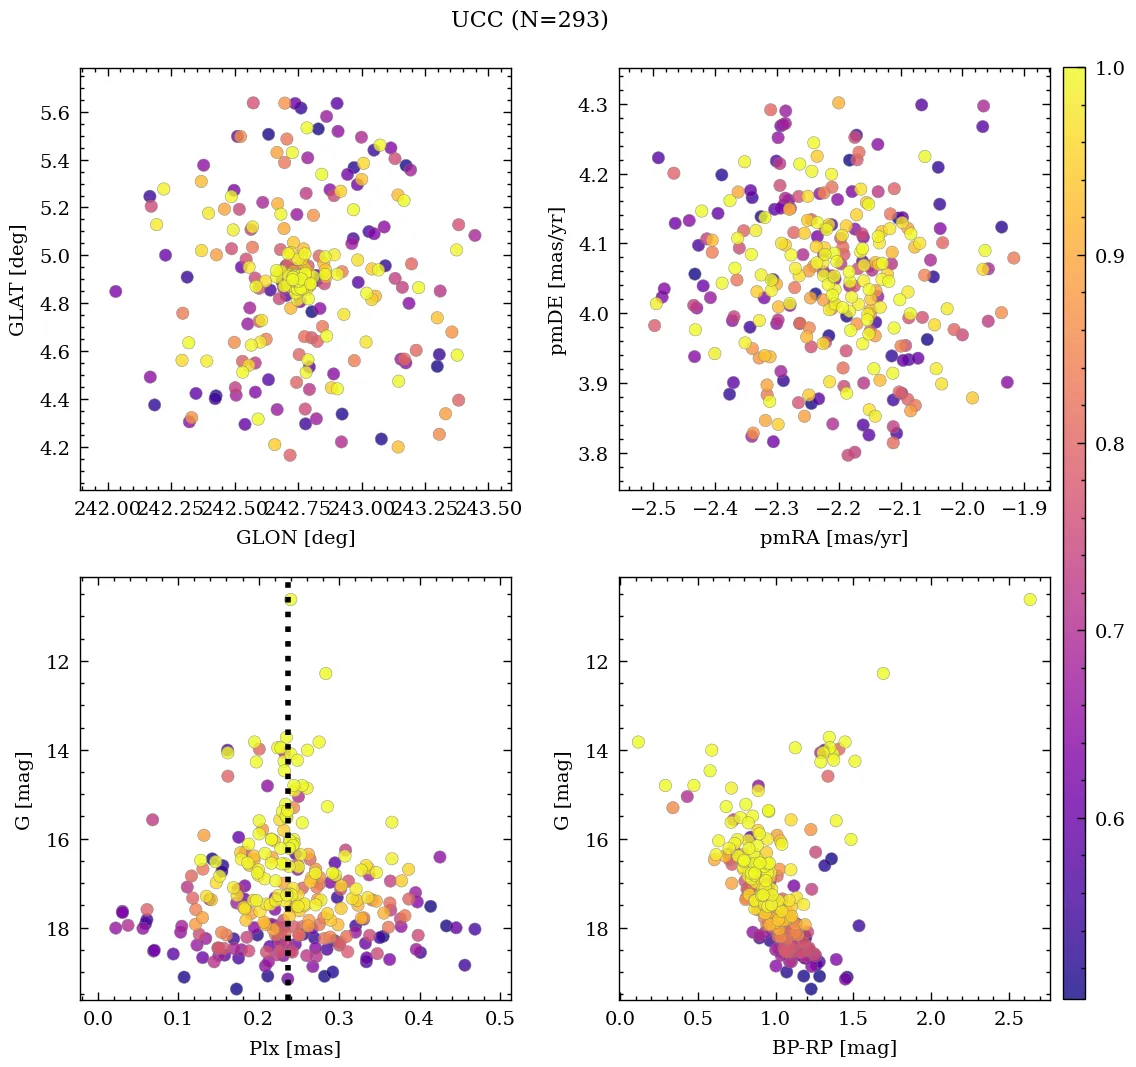 UCC (N=293)
5.6
5.4
5.2
5.0
4.8
4.6
4.4
4.2
GLAT [deg]
242.00 242.25 242.50 242.75 243.00 243.25 243.50
GLON [deg]
4.3
4.2
4.1
4.0
3.9
3.8
pmDE [mas/yr]
−2.5 −2.4 −2.3 −2.2 −2.1 −2.0 −1.9
pmRA [mas/yr]
1.0
0.9
0.8
0.7
0.6
12
14
16
18
G [mag]
0.0 0.1 0.2 0.3 0.4 0.5
Plx [mas]
12
14
16
18
G [mag]
0.0 0.5 1.0 1.5 2.0 2.5
BP-RP [mag]